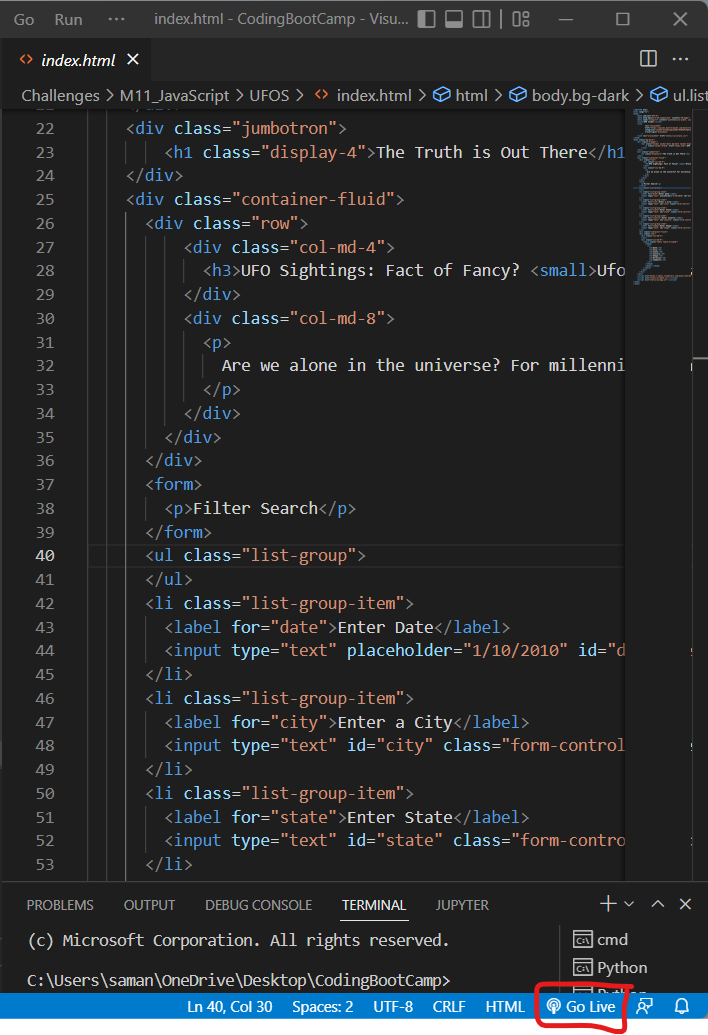 Go Run ··· index.html - CodingBootCamp - Visu...
index.html
Challenges > M11_JavaScript > UFOS > index.html > html > body.bg-dark > ul.list
22 <div class="jumbotron">
23 <h1 class="display-4">The Truth is Out There</h1
24 </div>
25 <div class="container-fluid">
26 <div class="row">
27 <div class="col-md-4">
28 <h3>UFO Sightings: Fact of Fancy? <small>Ufo
29 </div>
30 <div class="col-md-8">
31 <p>
32 Are we alone in the universe? For millenni
33 </p>
34 </div>
35 </div>
36 </div>
37 <form>
38 <p>Filter Search</p>
39 </form>
40 <ul class="list-group">
41 </ul>
42 <li class="list-group-item">
43 <label for="date">Enter Date</label>
44 <input type="text" placeholder="1/10/2010" id="d
45 </li>
46 <li class="list-group-item">
47 <label for="city">Enter a City</label>
48 <input type="text" id="city" class="form-control
49 </li>
50 <li class="list-group-item">
51 <label for="state">Enter State</label>
52 <input type="text" id="state" class="form-contro
53 </li>
PROBLEMS OUTPUT DEBUG CONSOLE TERMINAL JUPYTER
(c) Microsoft Corporation. All rights reserved.
cmd
Python
C:\Users\saman\OneDrive\Desktop\CodingBootCamp>
Ln 40, Col 30 Spaces: 2 UTF-8 CRLF HTML Go Live